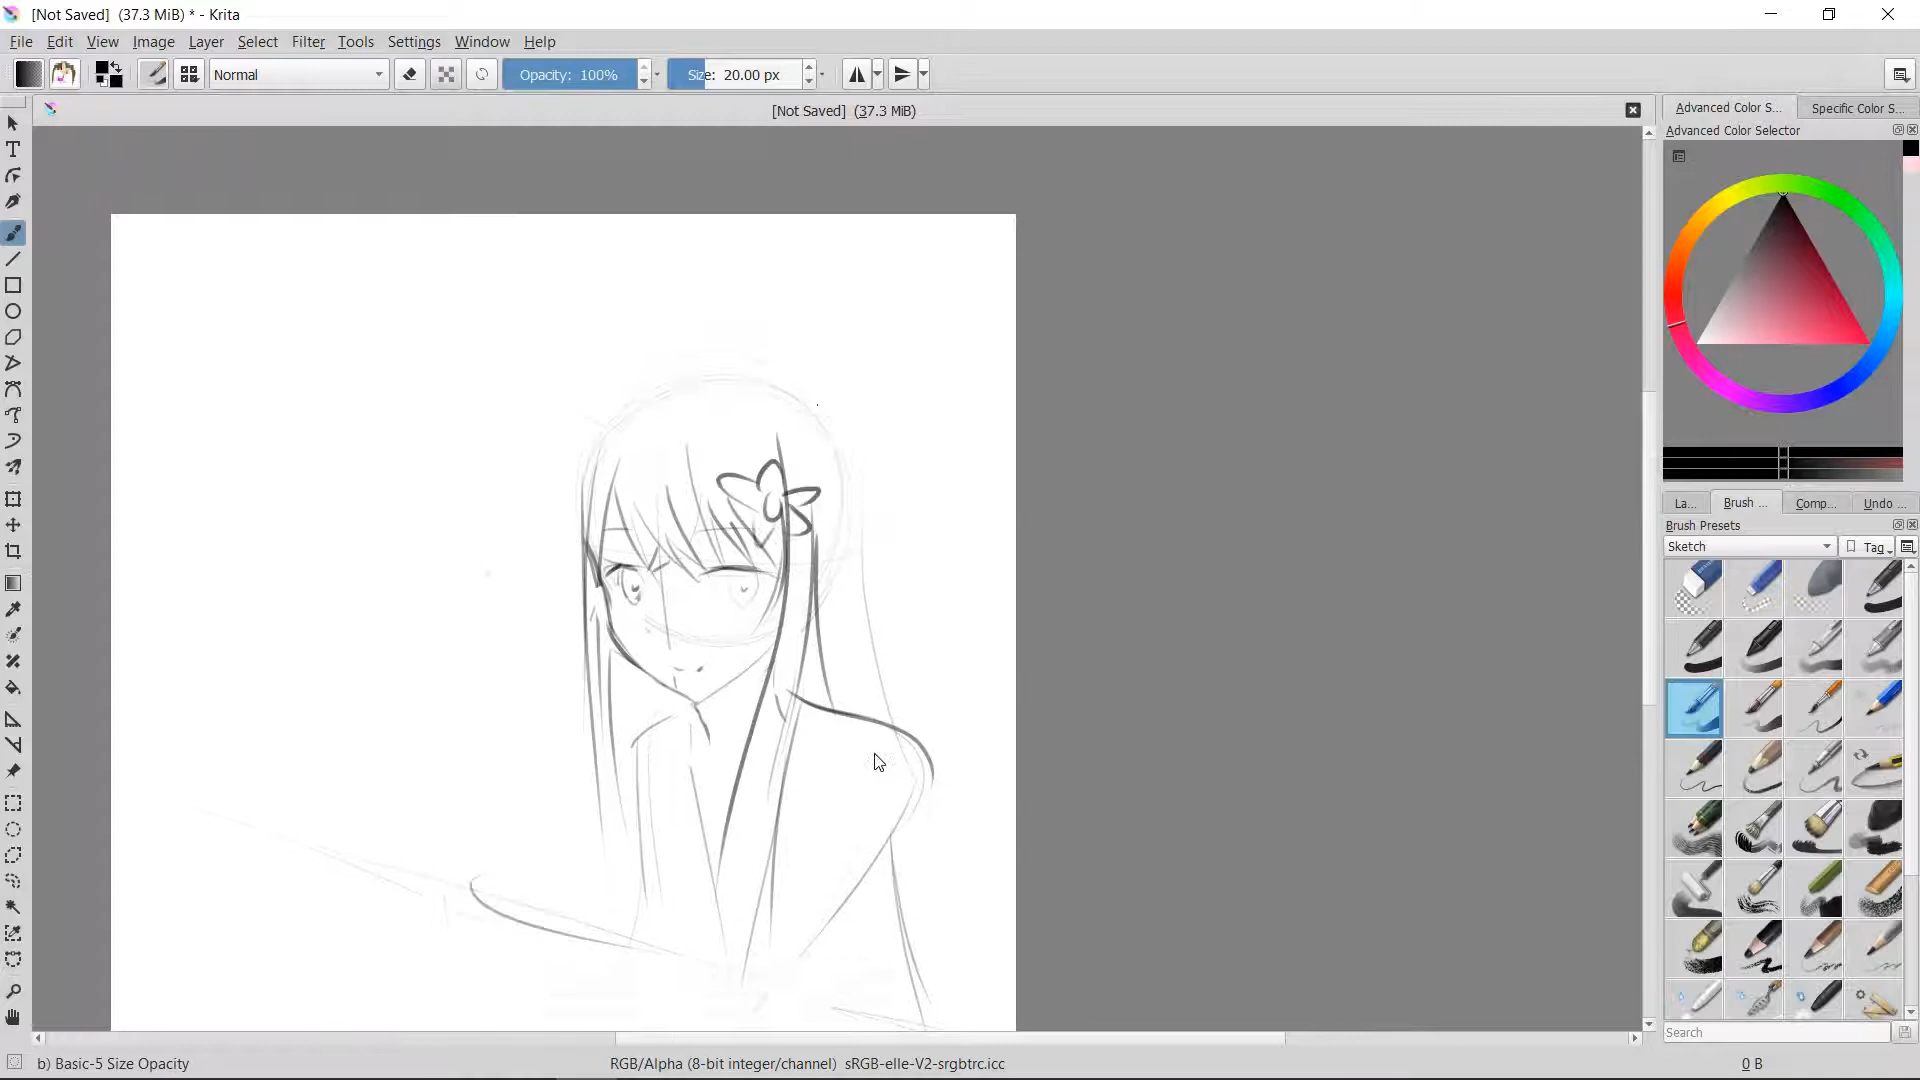 [Not Saved]  (37.3 MiB) * - Krita
File Edit View Image Layer Select Filter Tools Settings Window Help
Normal
Opacity: 100%
Size: 20.00 px
[Not Saved]  (37.3 MiB)
Advanced Color S...
Specific Color S...
Advanced Color Selector
La...
Brush ...
Comp...
Undo ...
Brush Presets
Sketch
Tag
Search
b) Basic-5 Size Opacity
RGB/Alpha (8-bit integer/channel)  sRGB-elle-V2-srgbtrc.icc
0 B